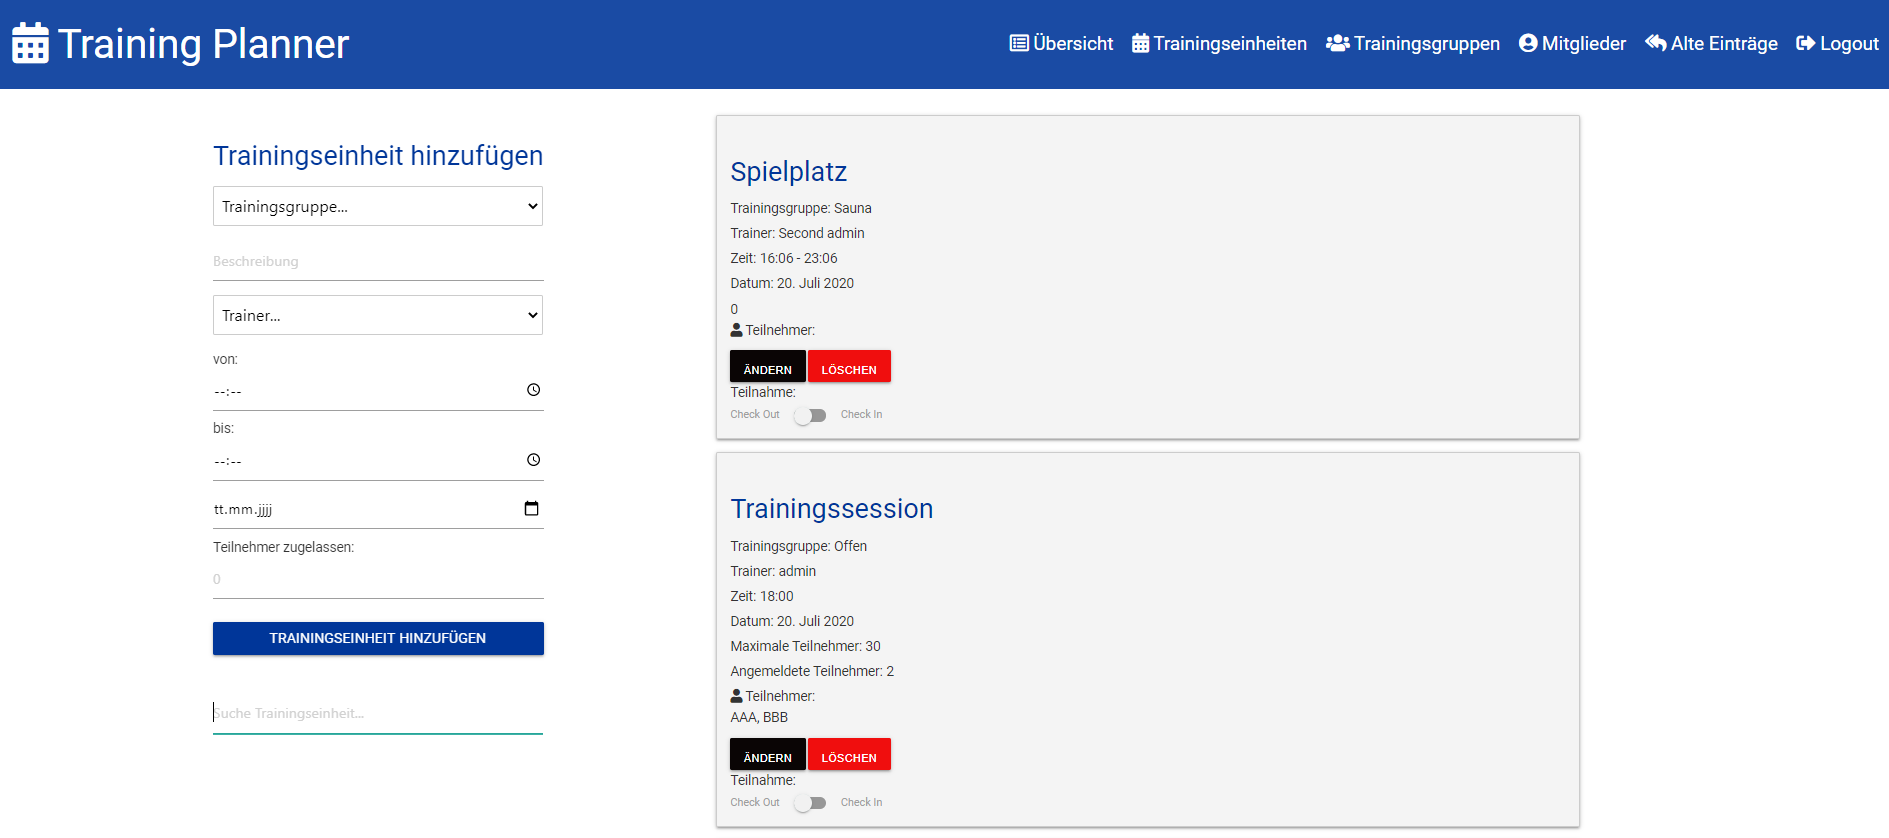 Training Planner
Übersicht Trainingseinheiten Trainingsgruppen Mitglieder Alte Einträge Logout
Trainingseinheit hinzufügen
Trainingsgruppe...
Beschreibung
Trainer...
von:
--:--
bis:
--:--
tt.mm.jjjj
Teilnehmer zugelassen:
0
TRAININGSEINHEIT HINZUFÜGEN
Suche Trainingseinheit...
Spielplatz
Trainingsgruppe: Sauna
Trainer: Second admin
Zeit: 16:06 - 23:06
Datum: 20. Juli 2020
0
Teilnehmer:
ÄNDERN LÖSCHEN
Teilnahme:
Check Out Check In
Trainingssession
Trainingsgruppe: Offen
Trainer: admin
Zeit: 18:00
Datum: 20. Juli 2020
Maximale Teilnehmer: 30
Angemeldete Teilnehmer: 2
Teilnehmer:
AAA, BBB
ÄNDERN LÖSCHEN
Teilnahme:
Check Out Check In